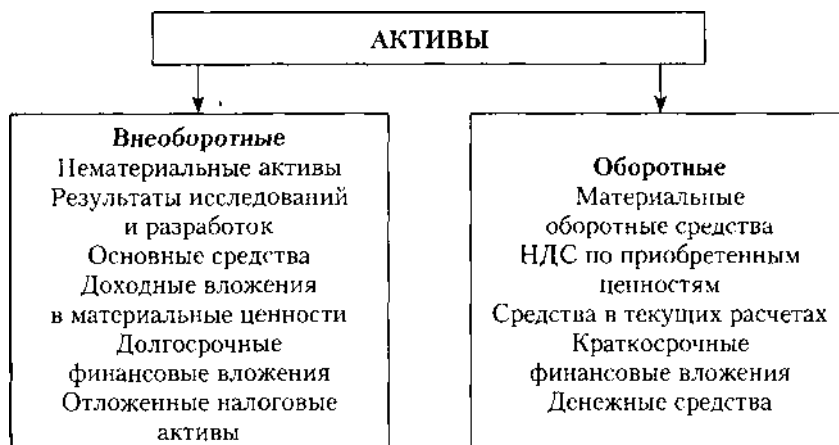 АКТИВЫ
Внеоборотные
Нематериальные активы
Результаты исследований
и разработок
Основные средства
Доходные вложения
в материальные ценности
Долгосрочные
финансовые вложения
Отложенные налоговые
активы
Оборотные
Материальные
оборотные средства
НДС по приобретенным
ценностям
Средства в текущих расчетах
Краткосрочные
финансовые вложения
Денежные средства